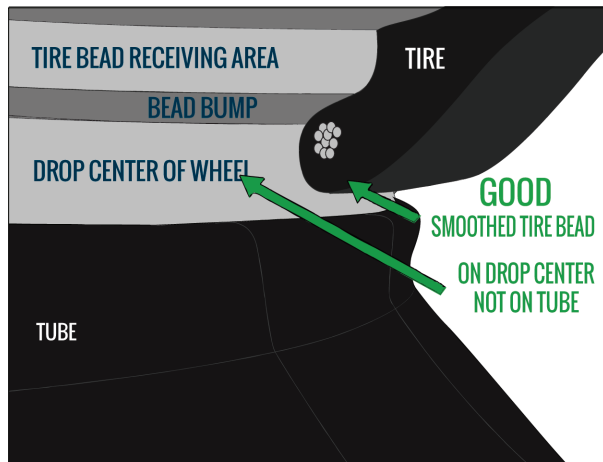 TIRE BEAD RECEIVING AREA
TIRE
BEAD BUMP
DROP CENTER OF WHEEL
GOOD
SMOOTHED TIRE BEAD
ON DROP CENTER
NOT ON TUBE
TUBE